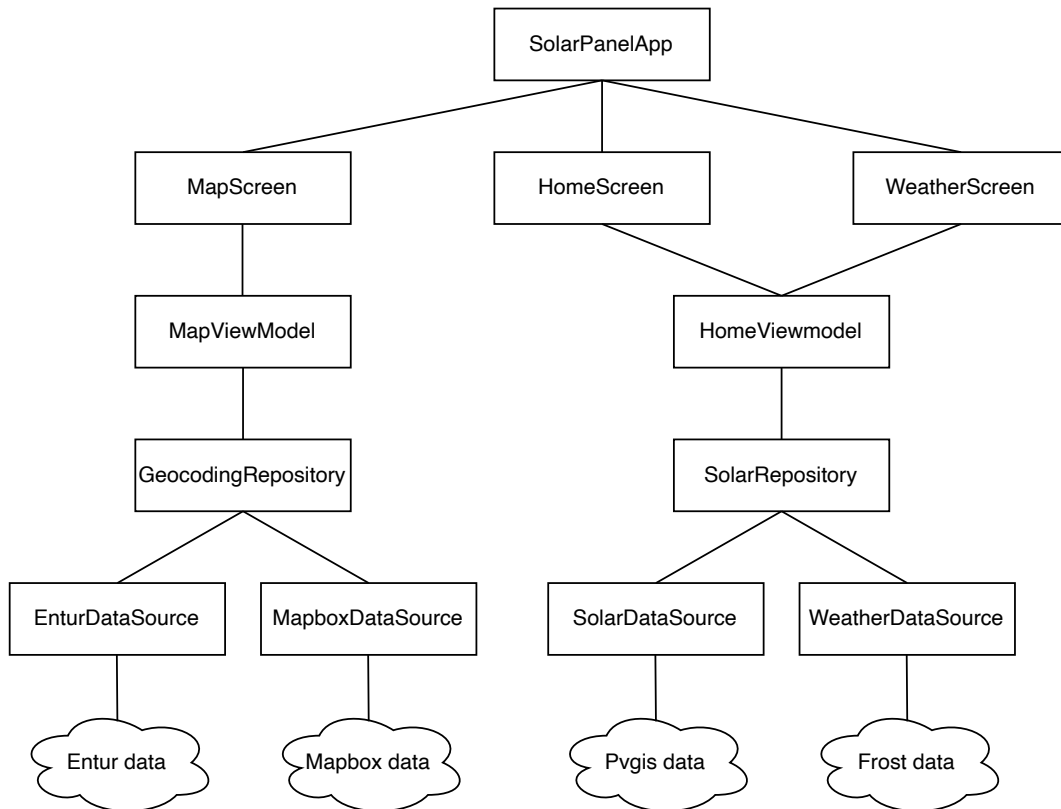 SolarPanelApp
MapScreen
HomeScreen
WeatherScreen
MapViewModel
HomeViewmodel
GeocodingRepository
SolarRepository
EnturDataSource
MapboxDataSource
SolarDataSource
WeatherDataSource
Entur data
Mapbox data
Pvgis data
Frost data